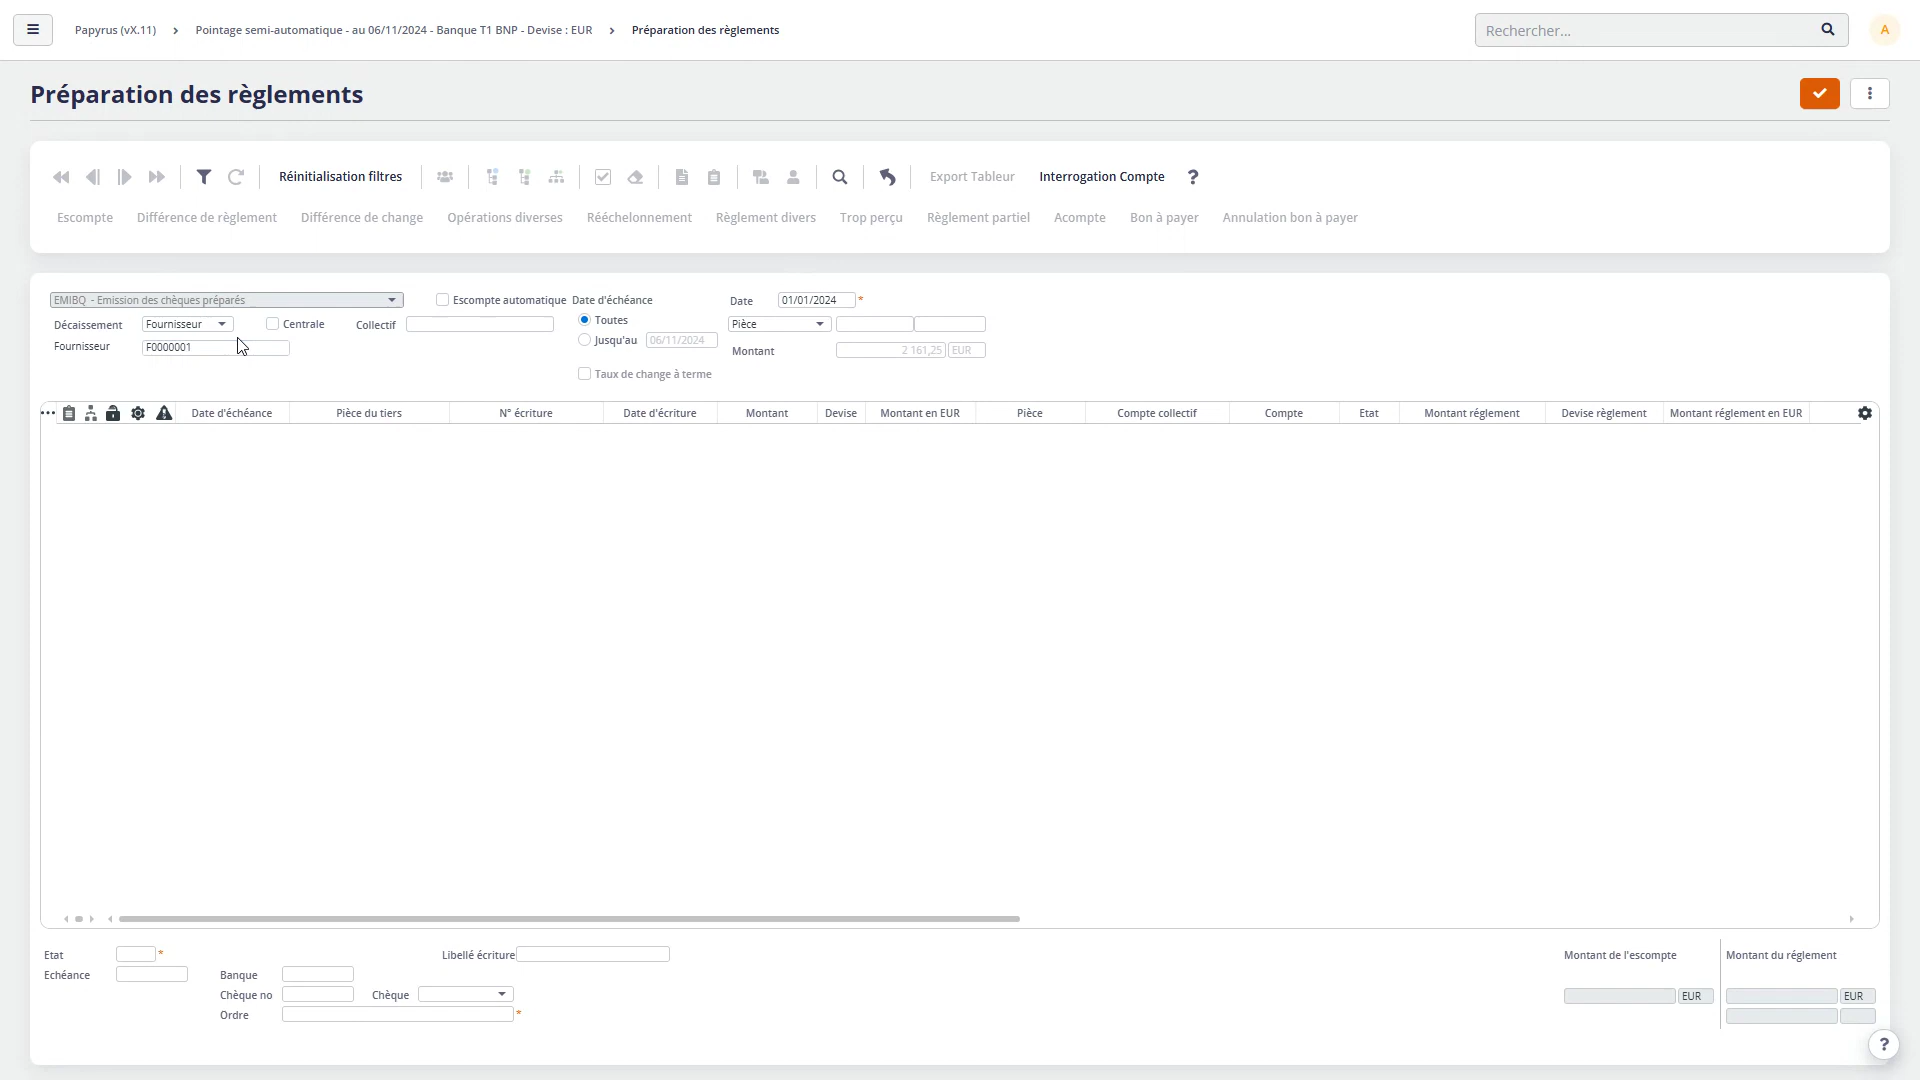 Papyrus (vX.11)
Pointage semi-automatique - au 06/11/2024 - Banque T1 BNP - Devise : EUR
Préparation des règlements
Rechercher...
A
Préparation des règlements
Réinitialisation filtres
Export Tableur
Interrogation Compte
?
Escompte
Différence de règlement
Différence de change
Opérations diverses
Rééchelonnement
Règlement divers
Trop perçu
Règlement partiel
Acompte
Bon à payer
Annulation bon à payer
EMIBQ - Emission des chèques préparés
Escompte automatique
Date d'échéance
Date
01/01/2024 *
Décaissement
Fournisseur
Centrale
Collectif
Toutes
Pièce
Jusqu'au
06/11/2024
Fournisseur
F0000001
Montant
2 161,25
EUR
Taux de change à terme
Date d'échéance
Pièce du tiers
N° écriture
Date d'écriture
Montant
Devise
Montant en EUR
Pièce
Compte collectif
Compte
Etat
Montant réglement
Devise règlement
Montant réglement en EUR
Etat
*
Libellé écriture
Montant de l'escompte
Montant du réglement
Echéance
Banque
Chèque no
Chèque
EUR
EUR
Ordre
*
?